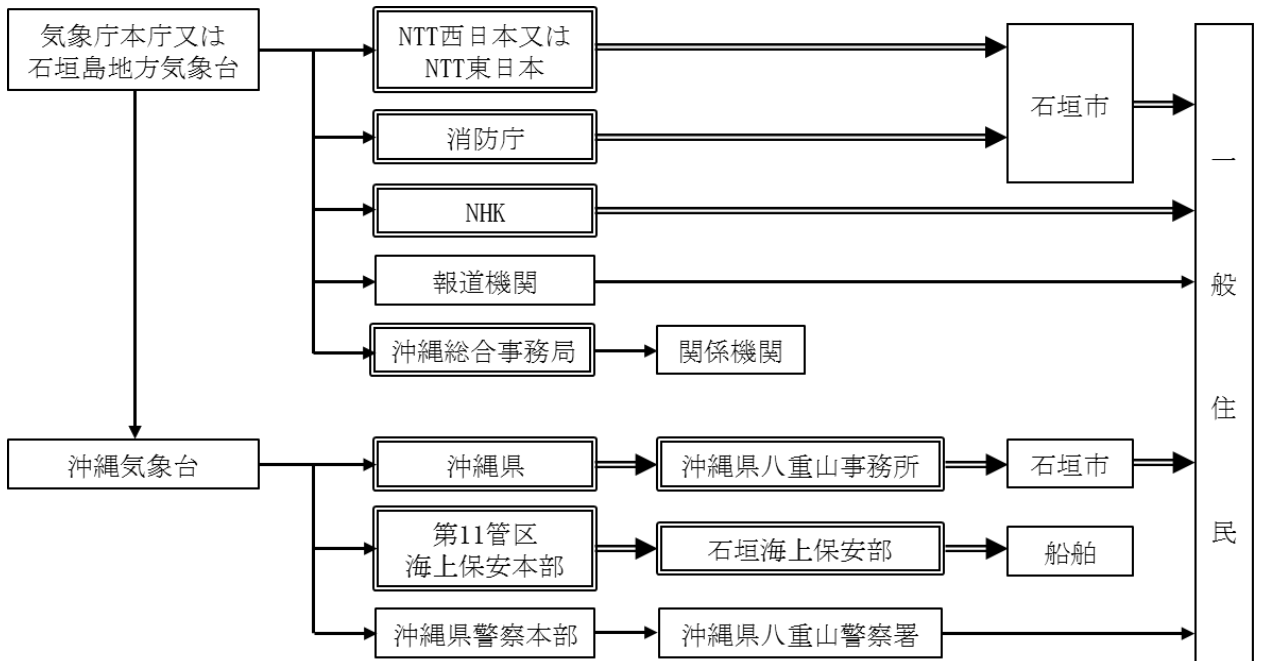 気象庁本庁又は
石垣島地方気象台
NTT西日本又は
NTT東日本
消防庁
NHK
報道機関
沖縄総合事務局
関係機関
石垣市
沖縄気象台
沖縄県
沖縄県八重山事務所
石垣市
第11管区
海上保安本部
石垣海上保安部
船舶
沖縄県警察本部
沖縄県八重山警察署
一般住民